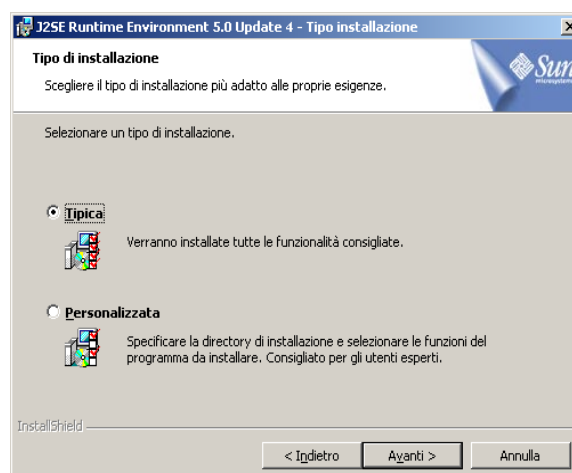 J2SE Runtime Environment 5.0 Update 4 - Tipo installazione
Tipo di installazione
Scegliere il tipo di installazione più adatto alle proprie esigenze.
Sun
microsystems
Selezionare un tipo di installazione.
Tipica
Verranno installate tutte le funzionalità consigliate.
Personalizzata
Specificare la directory di installazione e selezionare le funzioni del
programma da installare. Consigliato per gli utenti esperti.
InstallShield
< Indietro
Avanti >
Annulla